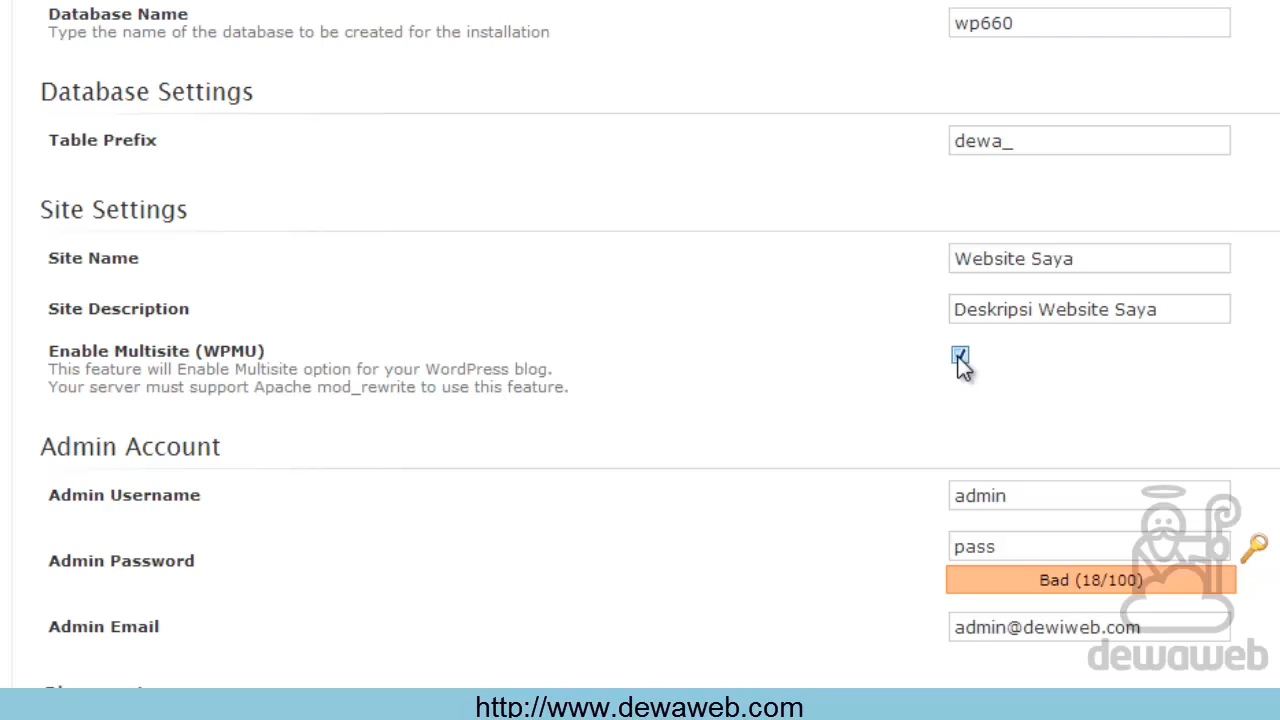 Database Name
Type the name of the database to be created for the installation
wp660
Database Settings
Table Prefix
dewa_
Site Settings
Site Name
Website Saya
Site Description
Deskripsi Website Saya
Enable Multisite (WPMU)
This feature will Enable Multisite option for your WordPress blog.
Your server must support Apache mod_rewrite to use this feature.
Admin Account
Admin Username
admin
Admin Password
pass
Bad (18/100)
Admin Email
admin@dewiweb.com
dewaweb
http://www.dewaweb.com